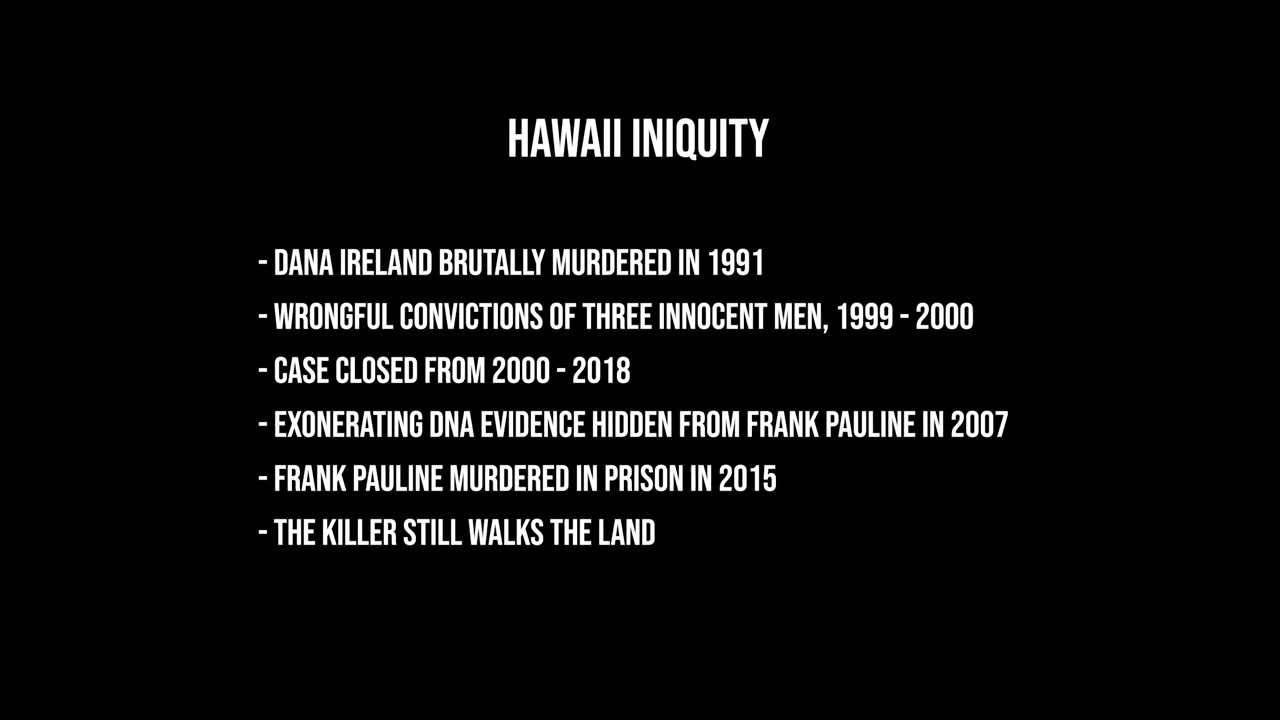 HAWAII INIQUITY
- DANA IRELAND BRUTALLY MURDERED IN 1991
- WRONGFUL CONVICTIONS OF THREE INNOCENT MEN, 1999 - 2000
- CASE CLOSED FROM 2000 - 2018
- EXONERATING DNA EVIDENCE HIDDEN FROM FRANK PAULINE IN 2007
- FRANK PAULINE MURDERED IN PRISON IN 2015
- THE KILLER STILL WALKS THE LAND